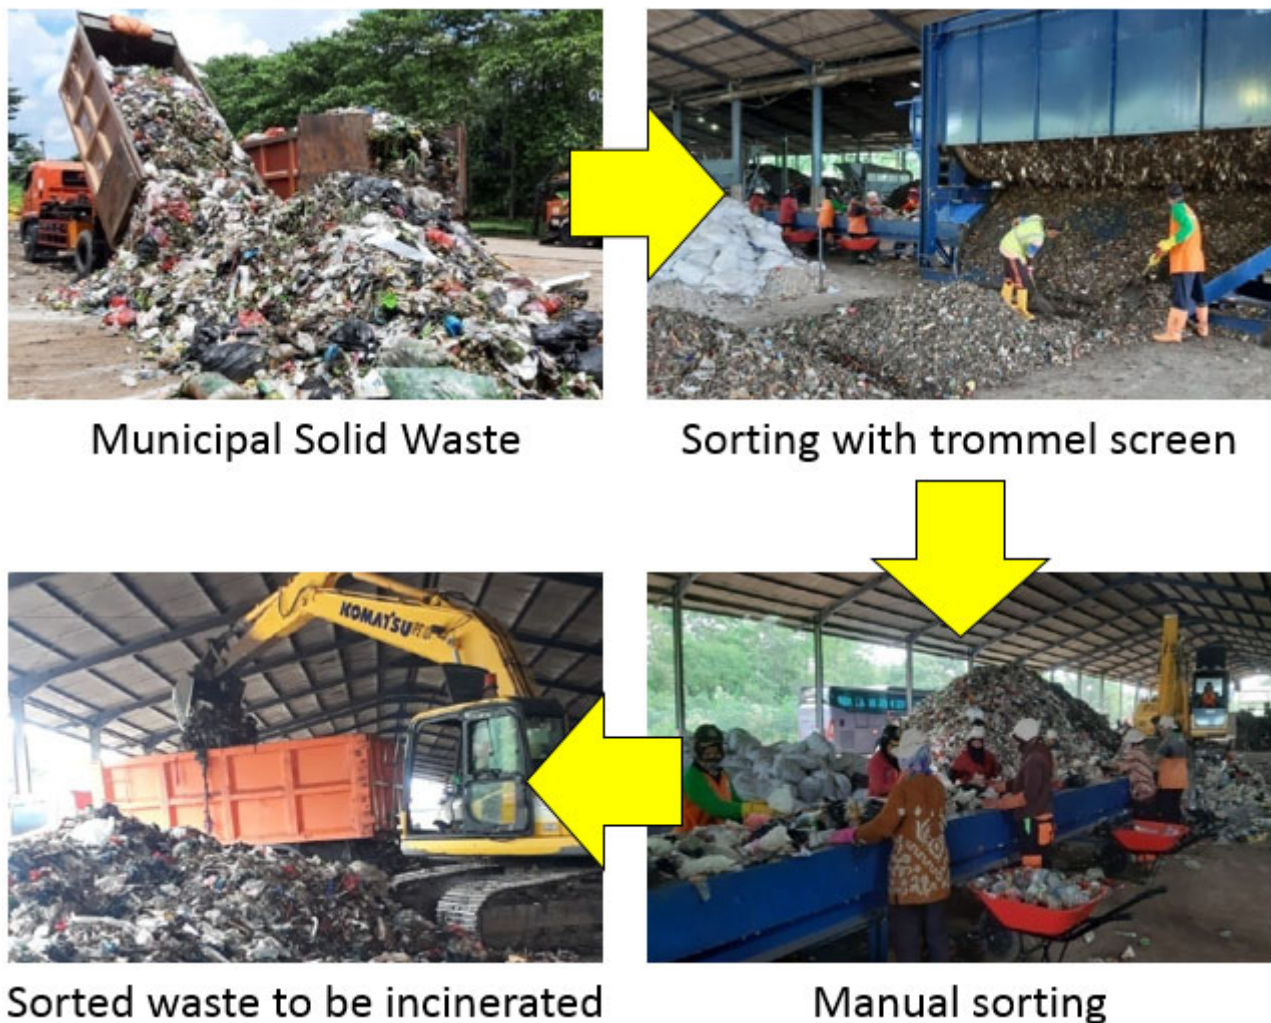 Municipal Solid Waste
Sorting with trommel screen
KOMATSU
Sorted waste to be incinerated
Manual sorting